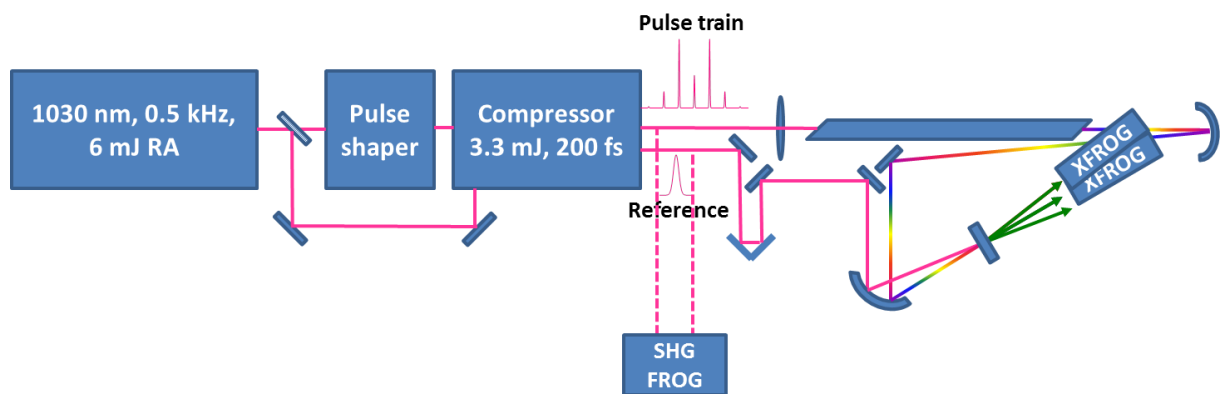 Pulse train
1030 nm, 0.5 kHz,
6 mJ RA
Pulse
shaper
Compressor
3.3 mJ, 200 fs
XFROG
XFROG
Reference
SHG
FROG